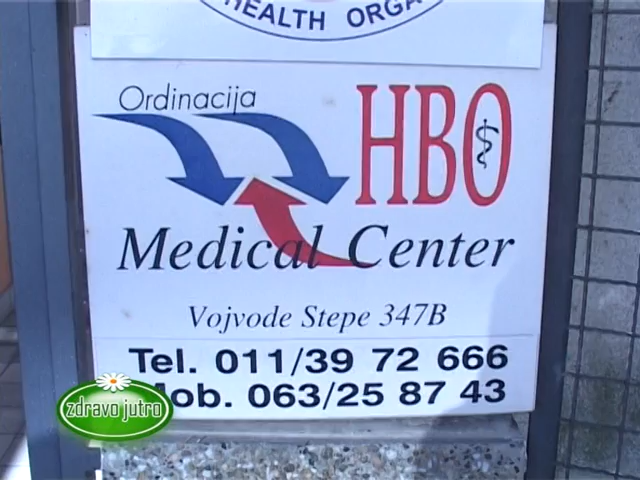 HEALTH ORGA
Ordinacija
HBO
Medical Center
Vojvode Stepe 347B
Tel. 011/39 72 666
Mob. 063/25 87 43
zdravo jutro